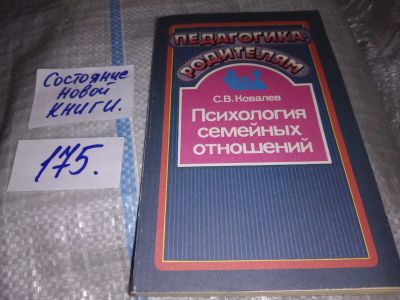 Состояние
новой
книги.
175.
ПЕДАГОГИКА
РОДИТЕЛЯМ
С.В. Ковалев
Психология
семейных
отношений